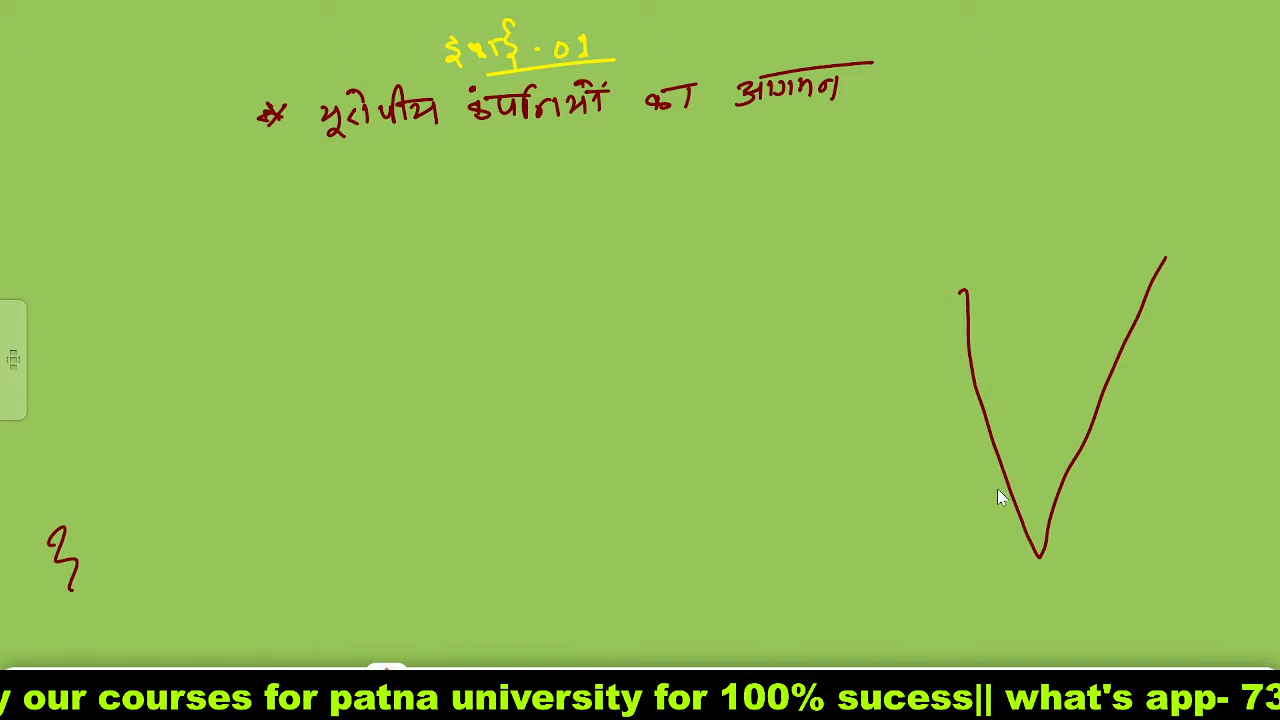 इकाई - 01
* यूरोपीय कंपनियों का आगमन
y our courses for patna university for 100% sucess|| what's app- 73